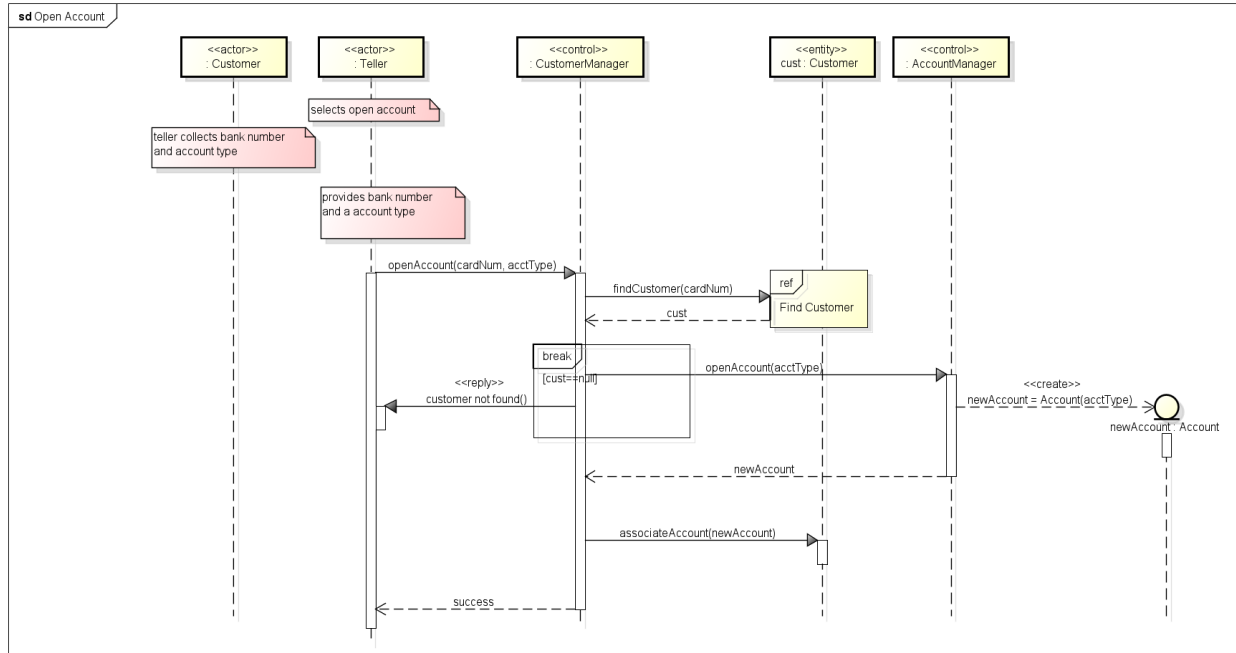 sd Open Account
<<actor>>
: Customer
<<actor>>
: Teller
<<control>>
: CustomerManager
<<entity>>
cust : Customer
<<control>>
: AccountManager
selects open account
teller collects bank number
and account type
provides bank number
and a account type
openAccount(cardNum, acctType)
findCustomer(cardNum)
ref
Find Customer
cust
break
[cust==null]
openAccount(acctType)
<<reply>>
customer not found()
<<create>>
newAccount = Account(acctType)
newAccount : Account
newAccount
associateAccount(newAccount)
success